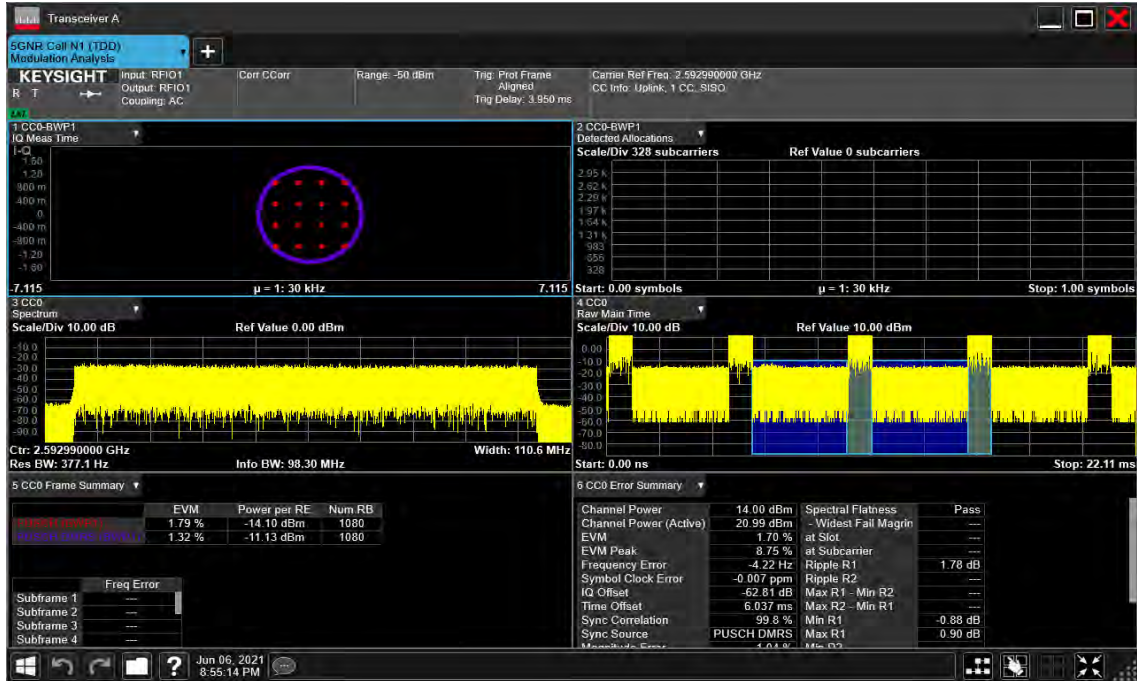 Transceiver A
5GNR Cell N1 (TDD)
Modulation Analysis
+
KEYSIGHT
R T
Input: RFIO1
Output: RFIO1
Coupling: AC
Corr CCorr
Range: -50 dBm
Trig: Prot Frame
Aligned
Trig Delay: 3.950 ms
Carrier Ref Freq: 2.592990000 GHz
CC Info: Uplink, 1 CC, SISO
1 CC0-BWP1
IQ Meas Time
I-Q
1.60
1.20
800 m
400 m
0
-400 m
-800 m
-1.20
-1.60
-7.115
µ = 1: 30 kHz
7.115
2 CC0-BWP1
Detected Allocations
Scale/Div 328 subcarriers
Ref Value 0 subcarriers
2.95 k
2.62 k
2.29 k
1.97 k
1.64 k
1.31 k
983
656
328
Start: 0.00 symbols
µ = 1: 30 kHz
Stop: 1.00 symbols
3 CC0
Spectrum
Scale/Div 10.00 dB
Ref Value 0.00 dBm
-10.0
-20.0
-30.0
-40.0
-50.0
-60.0
-70.0
-80.0
-90.0
Ctr: 2.592990000 GHz
Width: 110.6 MHz
Res BW: 377.1 Hz
Info BW: 98.30 MHz
4 CC0
Raw Main Time
Scale/Div 10.00 dB
Ref Value 10.00 dBm
0.00
-10.0
-20.0
-30.0
-40.0
-50.0
-60.0
-70.0
-80.0
Start: 0.00 ns
Stop: 22.11 ms
5 CC0 Frame Summary
EVM Power per RE Num RB
1.79 % -14.10 dBm 1080
1.32 % -11.13 dBm 1080
Freq Error
Subframe 1 ---
Subframe 2 ---
Subframe 3 ---
Subframe 4 ---
6 CC0 Error Summary
Channel Power 14.00 dBm Spectral Flatness Pass
Channel Power (Active) 20.99 dBm - Widest Fail Magrin ---
EVM 1.70 % at Slot ---
EVM Peak 8.75 % at Subcarrier ---
Frequency Error -4.22 Hz Ripple R1 1.78 dB
Symbol Clock Error -0.007 ppm Ripple R2 ---
IQ Offset -62.81 dB Max R1 - Min R2 ---
Time Offset 6.037 ms Max R2 - Min R1 ---
Sync Correlation 99.8 % Min R1 -0.88 dB
Sync Source PUSCH DMRS Max R1 0.90 dB
Magnitude Error 1.04 % Min R2
?
Jun 06, 2021
8:55:14 PM